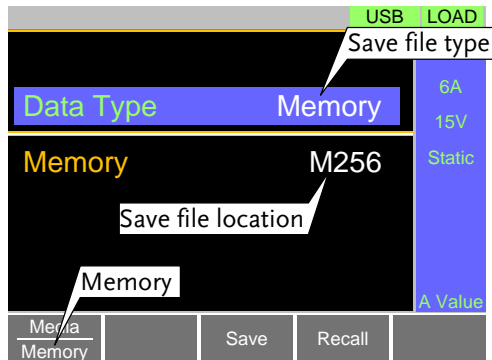 USB LOAD
Save file type
6A
Data Type Memory
15V
Memory M256
Static
Save file location
Memory
A Value
Media
Memory
Save
Recall